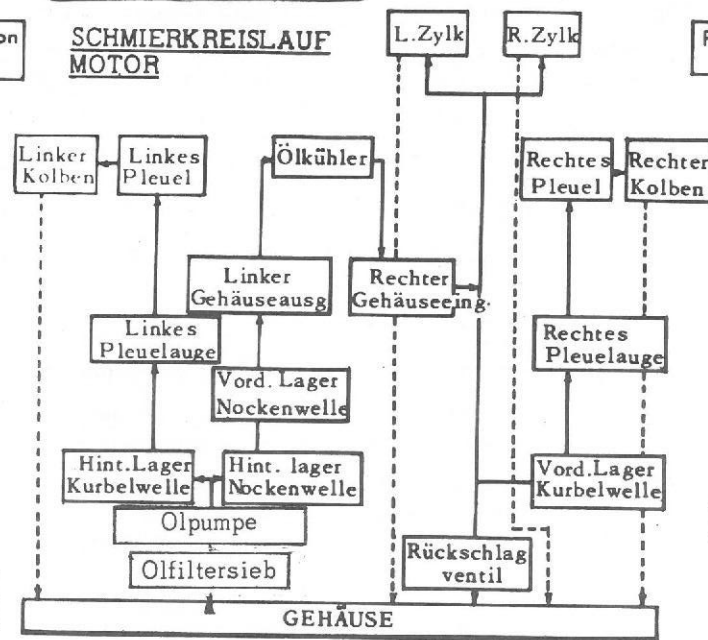 on
SCHMIERKREISLAUF
MOTOR
L.Zylk
R.Zylk
Linker
Kolben
Linkes
Pleuel
Ölkühler
Rechtes
Pleuel
Rechter
Kolben
Linker
Gehäuseausg
Rechter
Gehäuseeing.
Linkes
Pleuelauge
Rechtes
Pleuelauge
Vord. Lager
Nockenwelle
Hint.Lager
Kurbelwelle
Hint. lager
Nockenwelle
Vord.Lager
Kurbelwelle
Olpumpe
Olfiltersieb
Rückschlag
ventil
GEHÄUSE